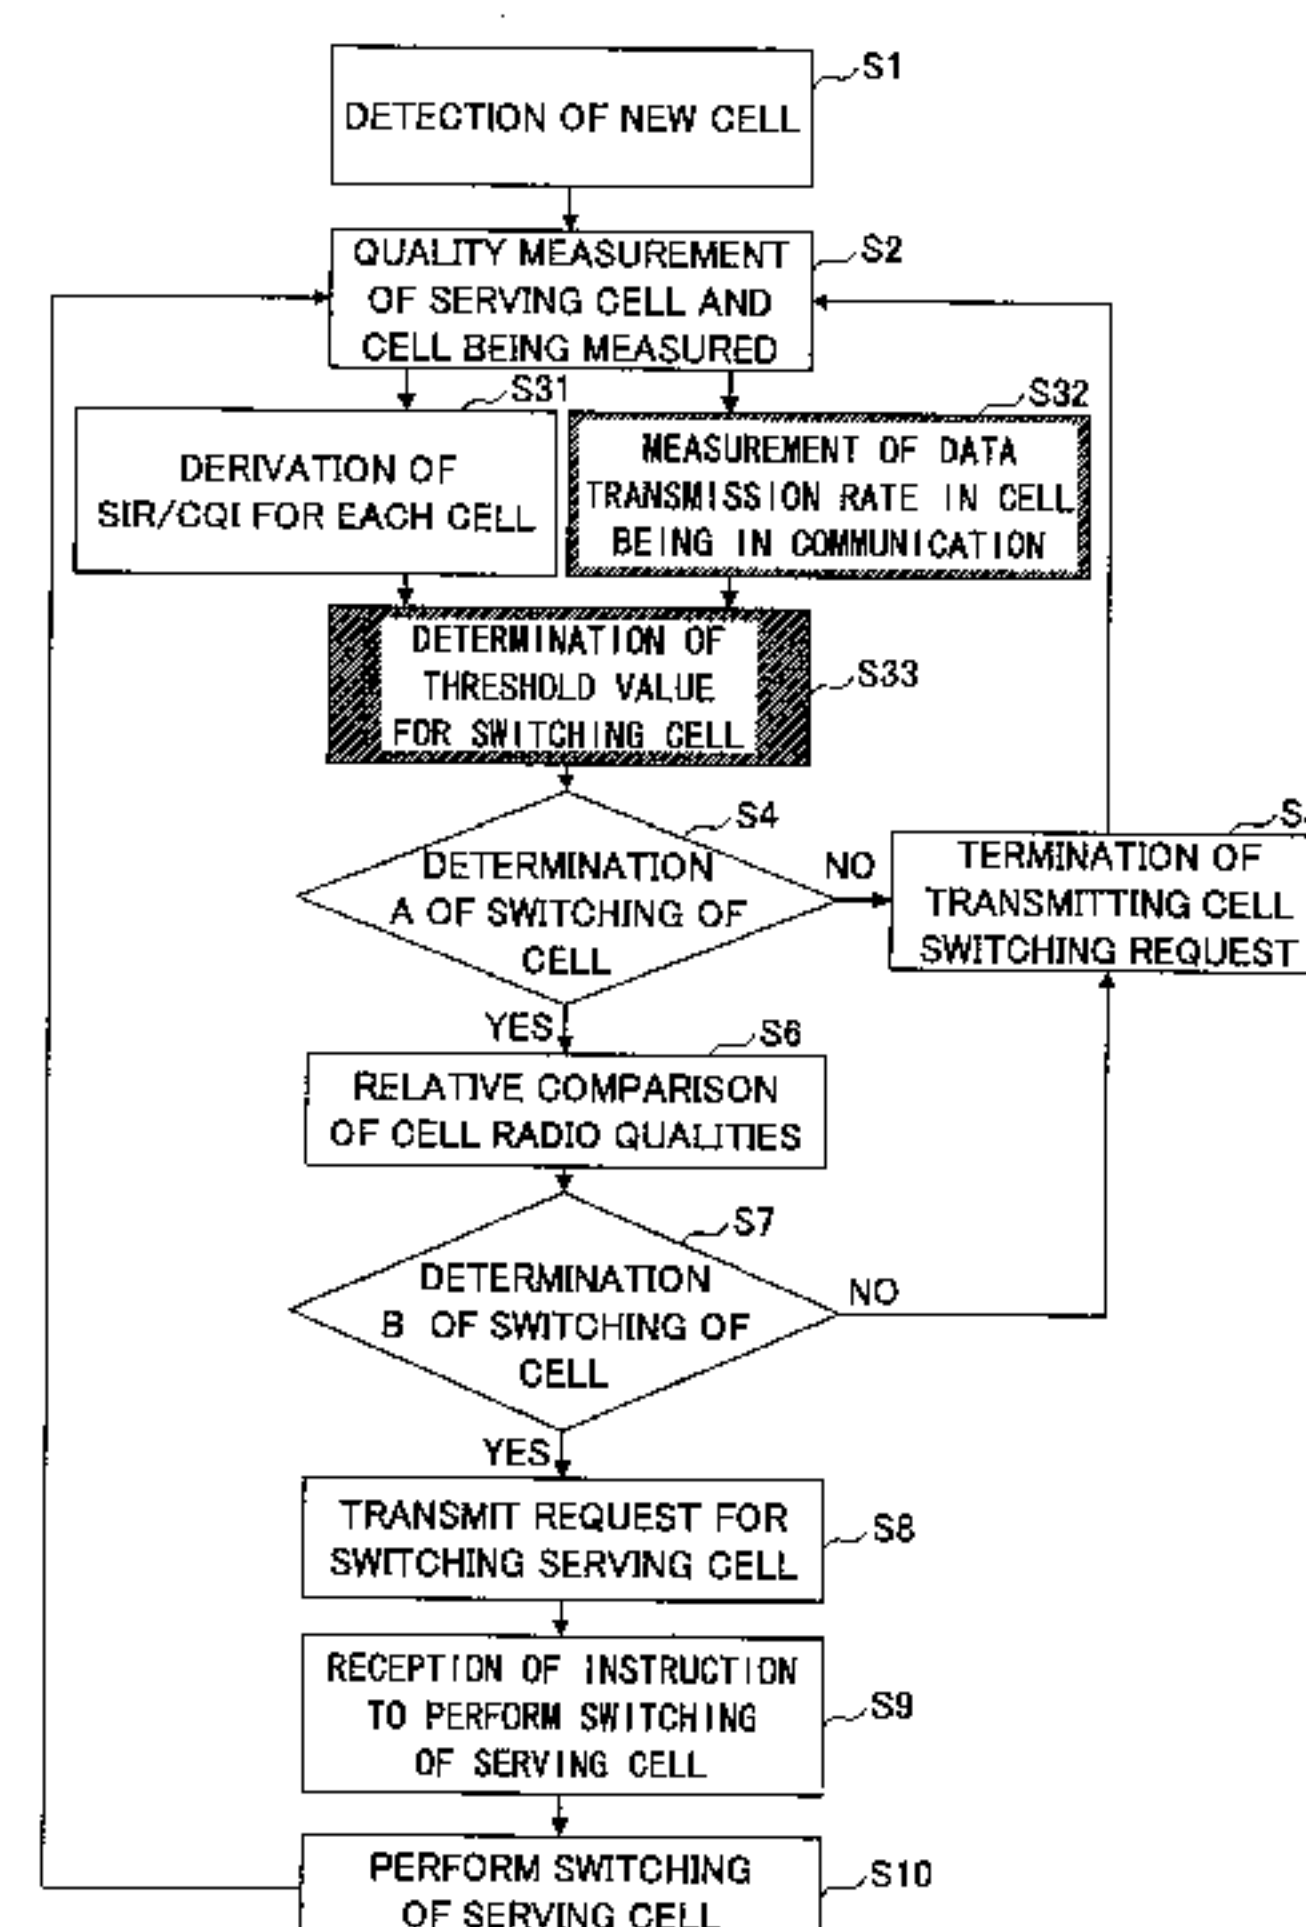 S1
DETECTION OF NEW CELL
S2
QUALITY MEASUREMENT
OF SERVING CELL AND
CELL BEING MEASURED
S31
S32
DERIVATION OF
SIR/CQI FOR EACH CELL
MEASUREMENT OF DATA
TRANSMISSION RATE IN CELL
BEING IN COMMUNICATION
DETERMINATION OF
THRESHOLD VALUE
FOR SWITCHING CELL
S33
S4
DETERMINATION
A OF SWITCHING OF
CELL
NO
TERMINATION OF
TRANSMITTING CELL
SWITCHING REQUEST
YES
S6
RELATIVE COMPARISON
OF CELL RADIO QUALITIES
S7
DETERMINATION
B OF SWITCHING OF
CELL
NO
YES
TRANSMIT REQUEST FOR
SWITCHING SERVING CELL
S8
RECEPTION OF INSTRUCTION
TO PERFORM SWITCHING
OF SERVING CELL
S9
PERFORM SWITCHING
OF SERVING CELL
S10